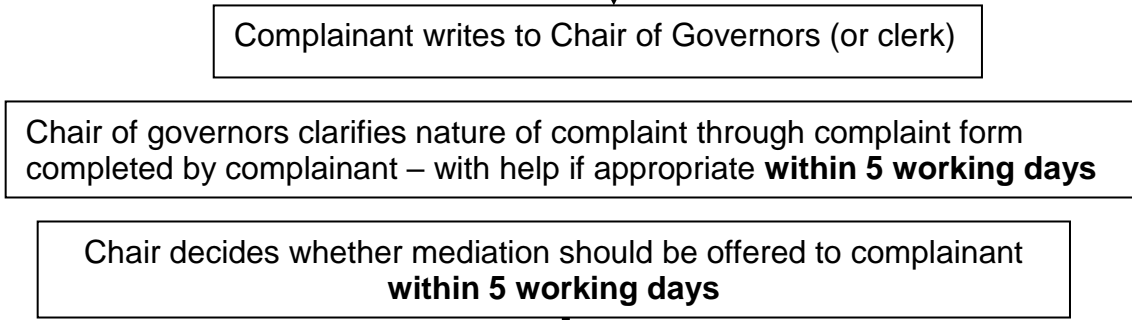 Complainant writes to Chair of Governors (or clerk)
Chair of governors clarifies nature of complaint through complaint form
completed by complainant – with help if appropriate within 5 working days
Chair decides whether mediation should be offered to complainant
within 5 working days